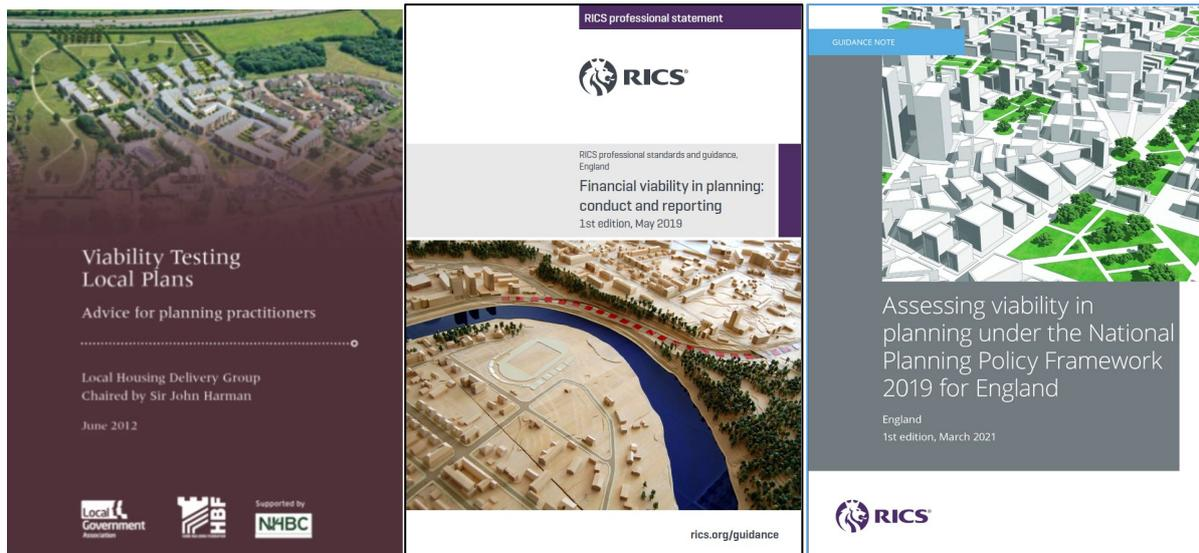 Viability Testing
Local Plans
Advice for planning practitioners
Local Housing Delivery Group
Chaired by Sir John Harman
June 2012
Local
Government
Association
HBF
Supported by
NHBC
RICS professional statement
RICS
RICS professional standards and guidance,
England
Financial viability in planning:
conduct and reporting
1st edition, May 2019
rics.org/guidance
GUIDANCE NOTE
Assessing viability in
planning under the National
Planning Policy Framework
2019 for England
England
1st edition, March 2021
RICS